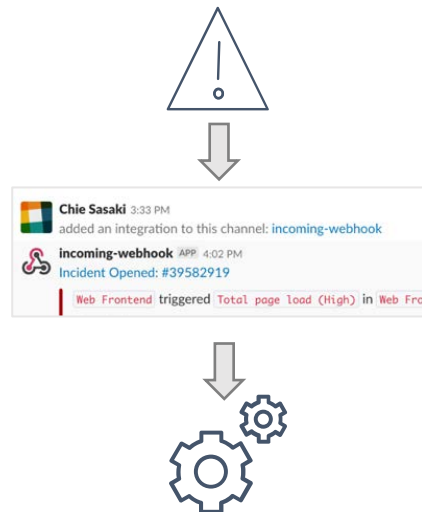 Chie Sasaki 3:33 PM
added an integration to this channel: incoming-webhook
incoming-webhook APP 4:02 PM
Incident Opened: #39582919
Web Frontend triggered Total page load (High) in Web Fro